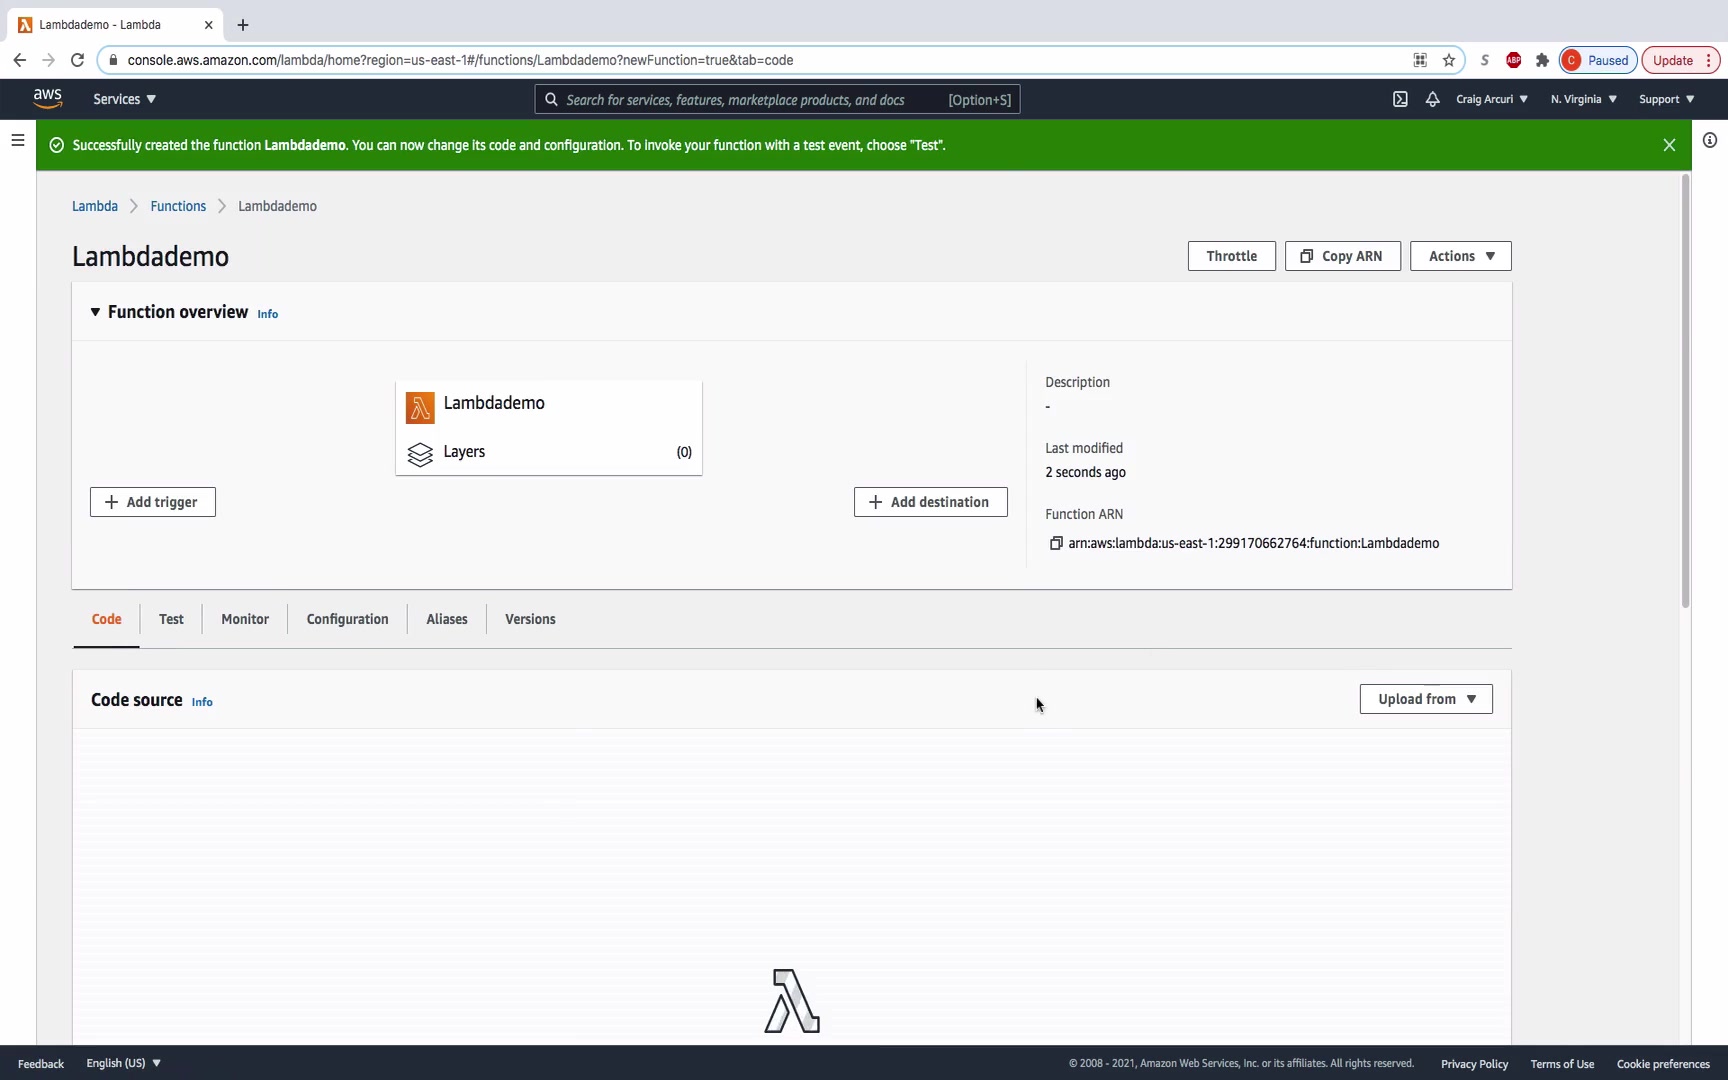 Lambdademo - Lambda
console.aws.amazon.com/lambda/home?region=us-east-1#/functions/Lambdademo?newFunction=true&tab=code
S
ABP
C Paused
Update
aws
Services
Search for services, features, marketplace products, and docs [Option+S]
Craig Arcuri
N. Virginia
Support
Successfully created the function Lambdademo. You can now change its code and configuration. To invoke your function with a test event, choose "Test".
Lambda
Functions
Lambdademo
Lambdademo
Throttle
Copy ARN
Actions
Function overview Info
Lambdademo
Layers (0)
+ Add trigger
+ Add destination
Description
-
Last modified
2 seconds ago
Function ARN
arn:aws:lambda:us-east-1:299170662764:function:Lambdademo
Code
Test
Monitor
Configuration
Aliases
Versions
Code source Info
Upload from
Feedback
English (US)
© 2008 - 2021, Amazon Web Services, Inc. or its affiliates. All rights reserved.
Privacy Policy
Terms of Use
Cookie preferences